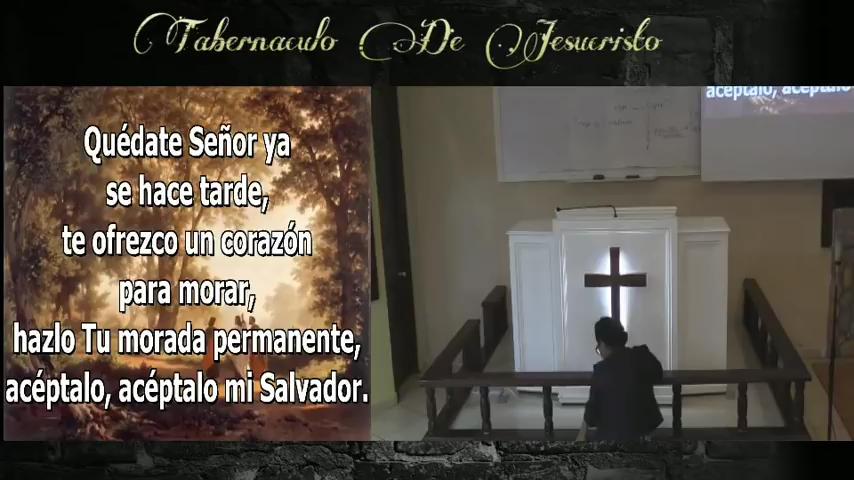 Tabernaculo De Jesucristo
Quédate Señor ya
se hace tarde,
te ofrezco un corazón
para morar,
hazlo Tu morada permanente,
acéptalo, acéptalo mi Salvador.
acéptalo, acéptalo